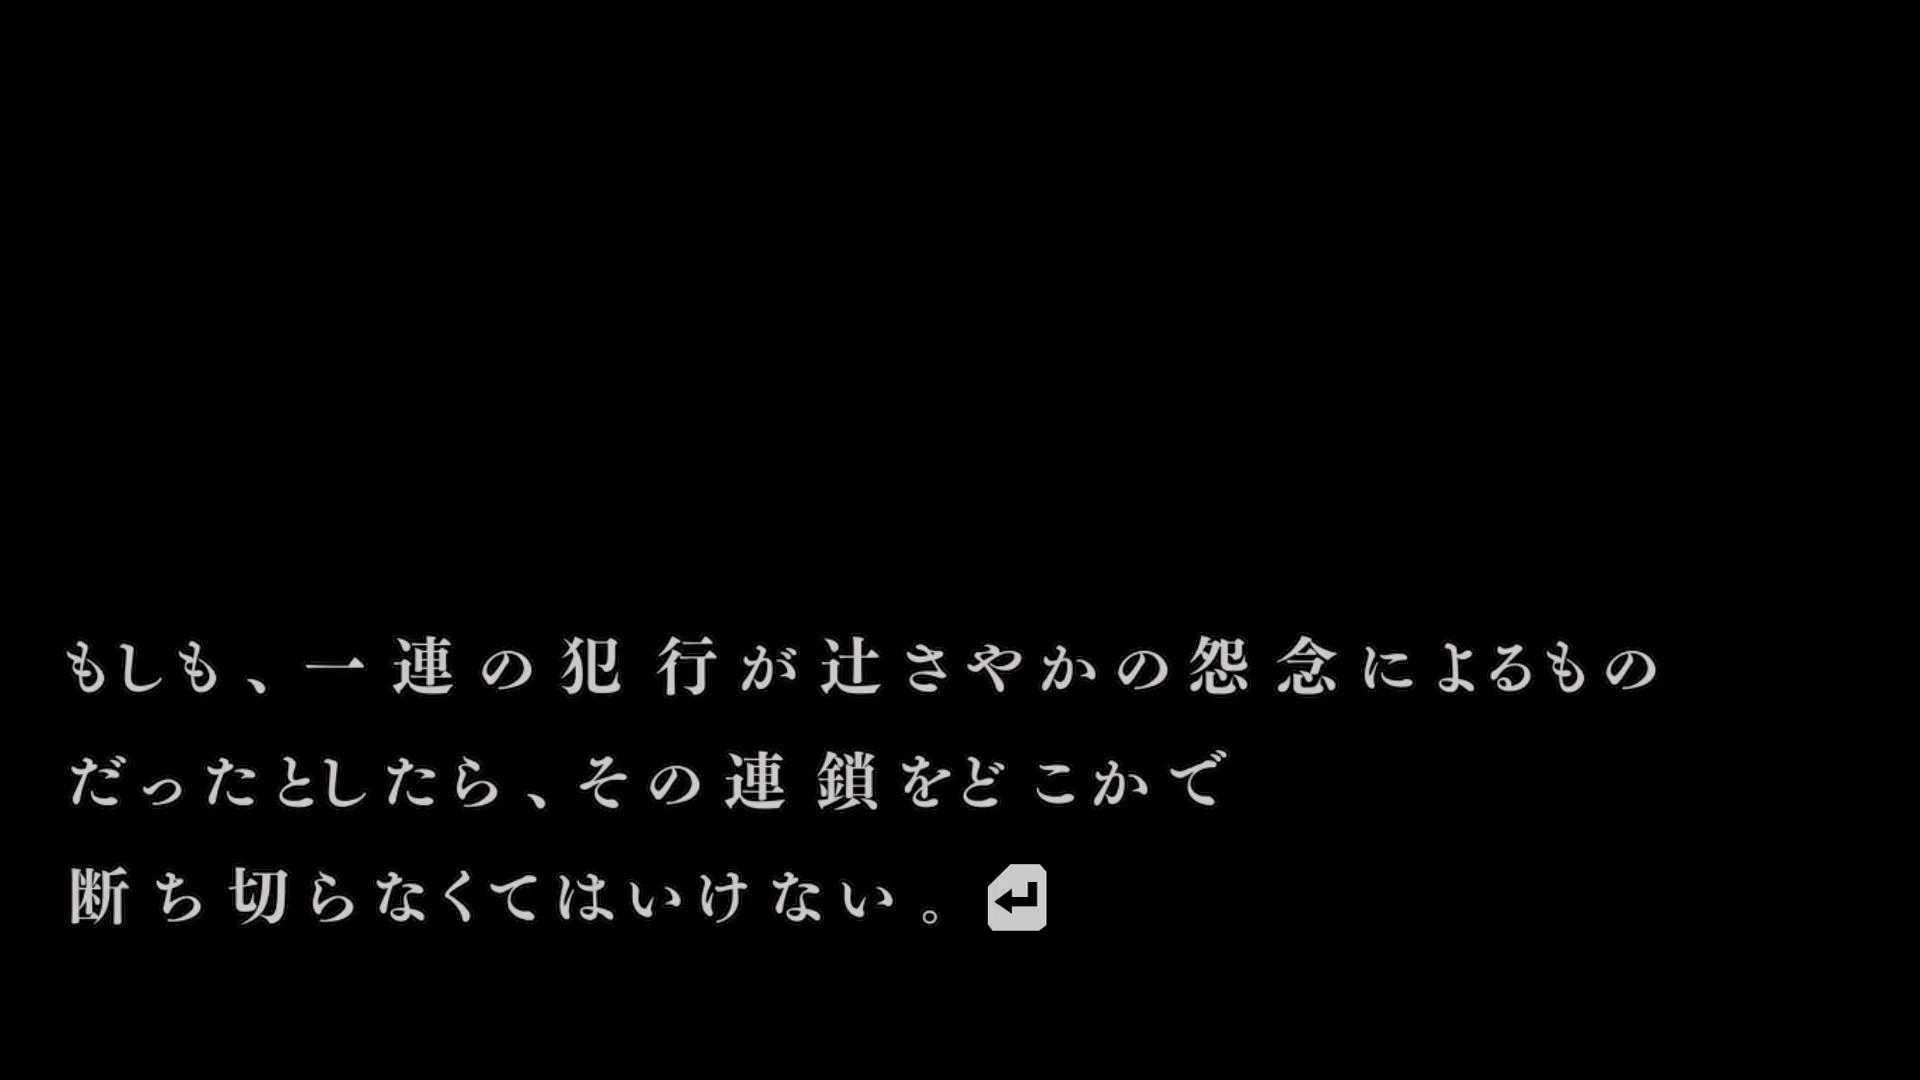 もしも、一連の犯行が辻さやかの怨念によるもの
だったとしたら、その連鎖をどこかで
断ち切らなくてはいけない。